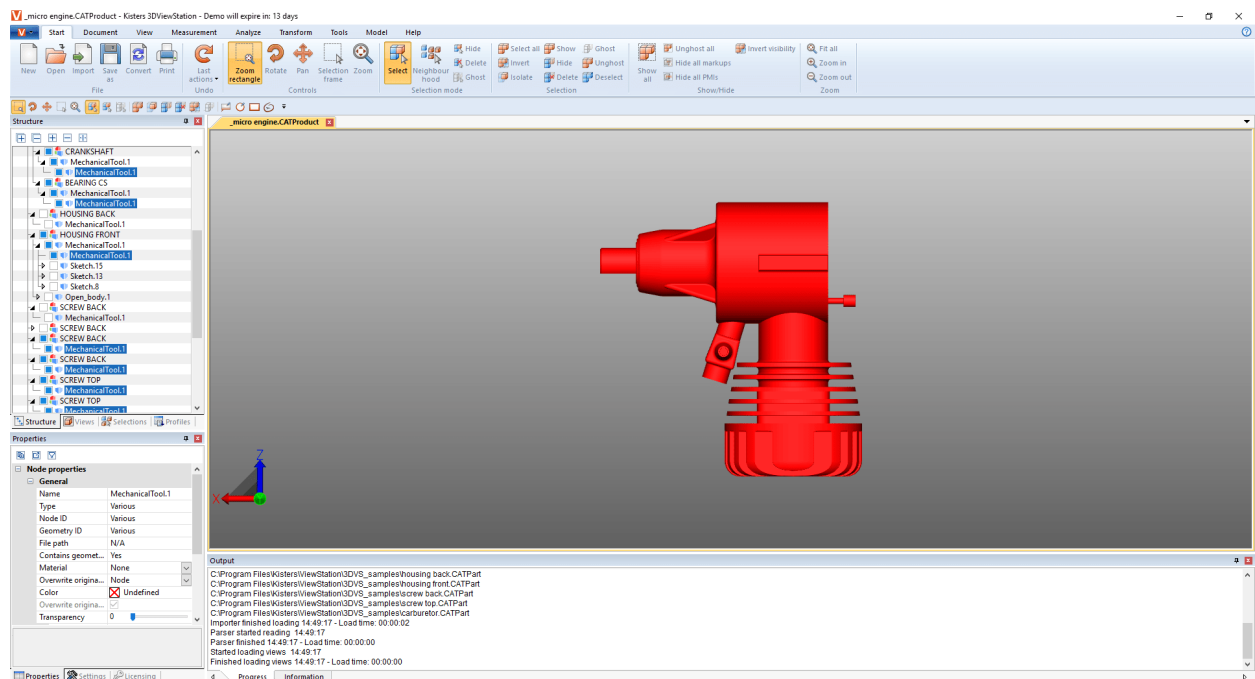 _micro engine.CATProduct - Kisters 3DViewStation - Demo will expire in: 13 days
Start Document View Measurement Analyze Transform Tools Model Help
New Open Import Save as Convert Print
File
Last actions
Undo
Zoom rectangle Rotate Pan Selection frame Zoom
Controls
Select Neighbour hood Hide Delete Ghost
Selection mode
Select all Show Ghost
Invert Hide Unghost
Isolate Delete Deselect
Selection
Show all Unghost all Invert visibility
Hide all markups
Hide all PMIs
Show/Hide
Fit all
Zoom in
Zoom out
Zoom
Structure
_micro engine.CATProduct
CRANKSHAFT
MechanicalTool.1
MechanicalTool.1
BEARING CS
MechanicalTool.1
MechanicalTool.1
HOUSING BACK
MechanicalTool.1
HOUSING FRONT
MechanicalTool.1
MechanicalTool.1
Sketch.15
Sketch.13
Sketch.8
Open_body.1
SCREW BACK
MechanicalTool.1
SCREW BACK
SCREW BACK
MechanicalTool.1
SCREW BACK
MechanicalTool.1
SCREW TOP
MechanicalTool.1
SCREW TOP
MechanicalTool.1
Structure Views Selections Profiles
Properties
Node properties
General
Name MechanicalTool.1
Type Various
Node ID Various
Geometry ID Various
File path N/A
Contains geomet... Yes
Material None
Overwrite origina... Node
Color Undefined
Overwrite origina...
Transparency 0
Properties Settings Licensing
Z
X
Output
C:\Program Files\Kisters\ViewStation\3DVS_samples\housing back.CATPart
C:\Program Files\Kisters\ViewStation\3DVS_samples\housing front.CATPart
C:\Program Files\Kisters\ViewStation\3DVS_samples\screw back.CATPart
C:\Program Files\Kisters\ViewStation\3DVS_samples\screw top.CATPart
C:\Program Files\Kisters\ViewStation\3DVS_samples\carburetor.CATPart
Importer finished loading 14:49:17 - Load time: 00:00:02
Parser started reading 14:49:17
Parser finished 14:49:17 - Load time: 00:00:00
Started loading views 14:49:17
Finished loading views 14:49:17 - Load time: 00:00:00
Progress Information